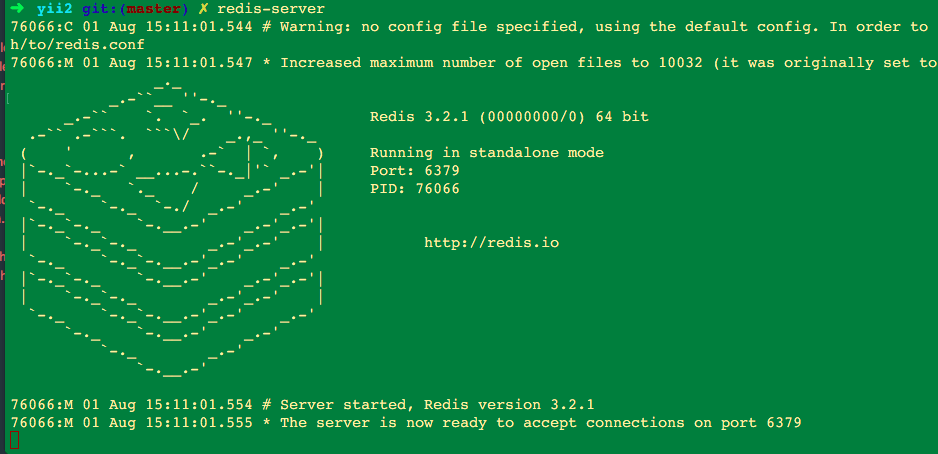 ➜ yii2 git:(master) ✗ redis-server
76066:C 01 Aug 15:11:01.544 # Warning: no config file specified, using the default config. In order to
h/to/redis.conf
76066:M 01 Aug 15:11:01.547 * Increased maximum number of open files to 10032 (it was originally set to
Redis 3.2.1 (00000000/0) 64 bit
Running in standalone mode
Port: 6379
PID: 76066
http://redis.io
76066:M 01 Aug 15:11:01.554 # Server started, Redis version 3.2.1
76066:M 01 Aug 15:11:01.555 * The server is now ready to accept connections on port 6379